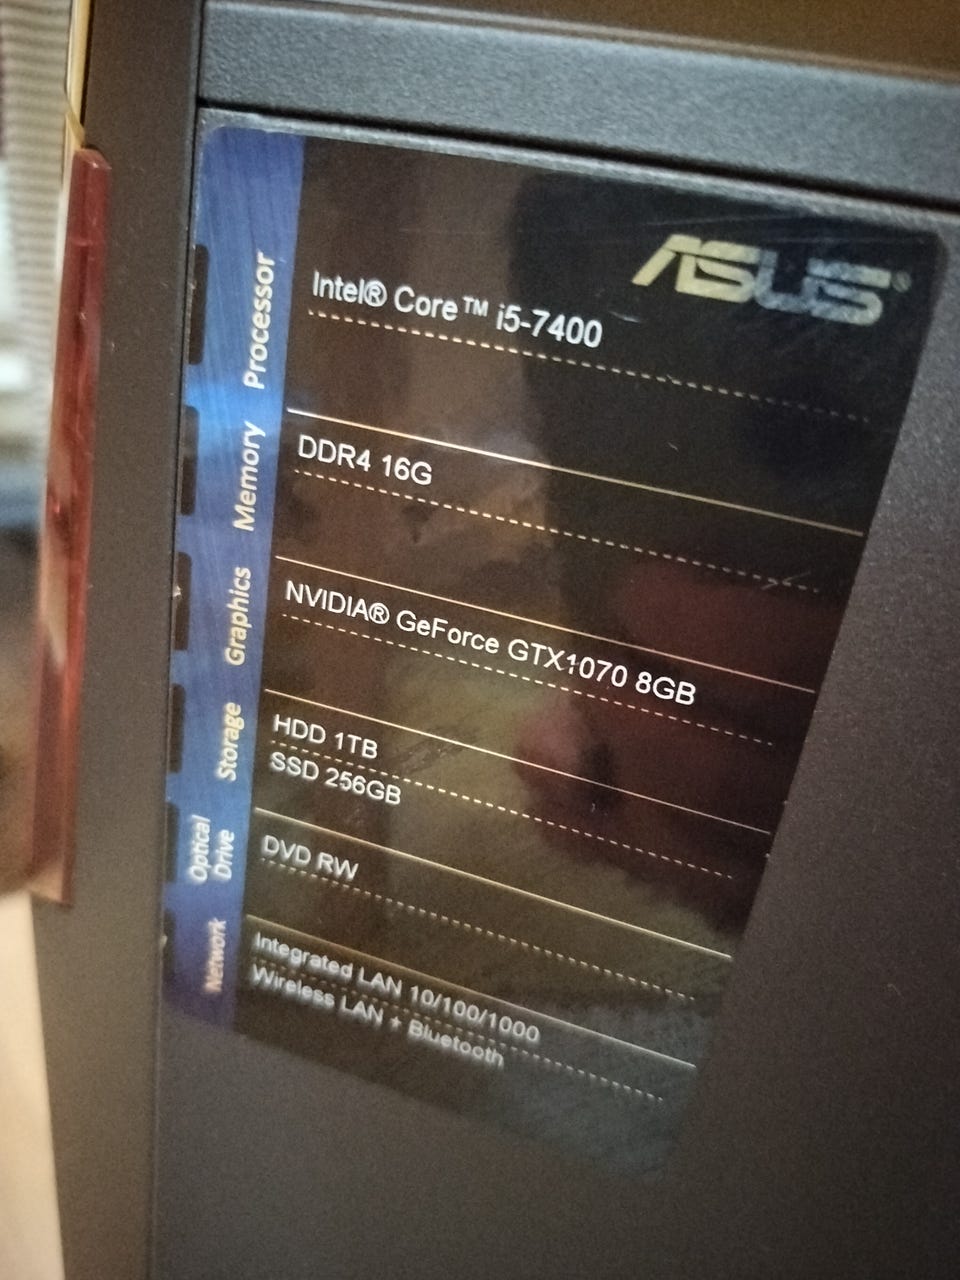 ASUS®
Processor
Intel® Core™ i5-7400
Memory
DDR4 16G
Graphics
NVIDIA® GeForce GTX1070 8GB
Storage
HDD 1TB
SSD 256GB
Optical
Drive
DVD RW
Network
Integrated LAN 10/100/1000
Wireless LAN + Bluetooth